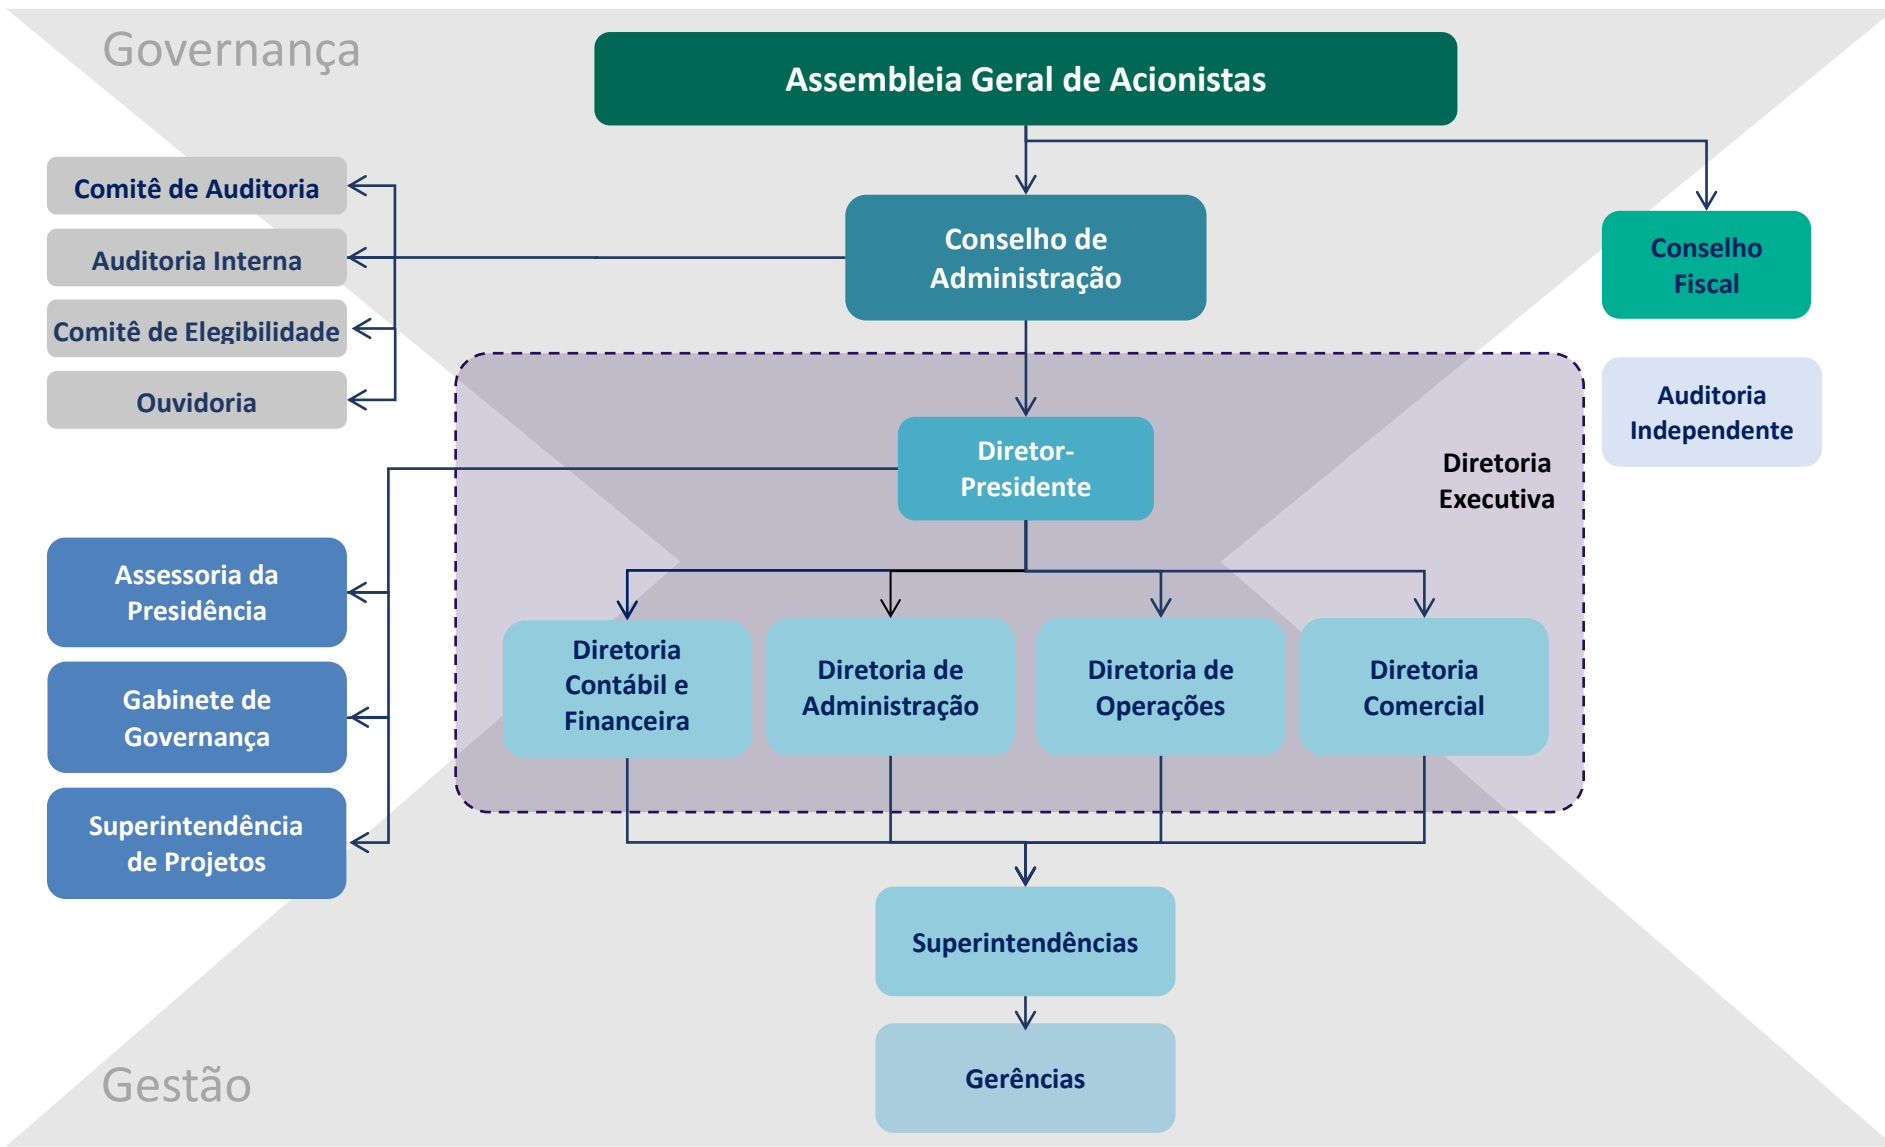 Governança
Assembleia Geral de Acionistas
Comitê de Auditoria
Auditoria Interna
Comitê de Elegibilidade
Ouvidoria
Conselho de
Administração
Conselho
Fiscal
Auditoria
Independente
Diretor-
Presidente
Diretoria
Executiva
Assessoria da
Presidência
Gabinete de
Governança
Superintendência
de Projetos
Diretoria
Contábil e
Financeira
Diretoria de
Administração
Diretoria de
Operações
Diretoria
Comercial
Superintendências
Gerências
Gestão